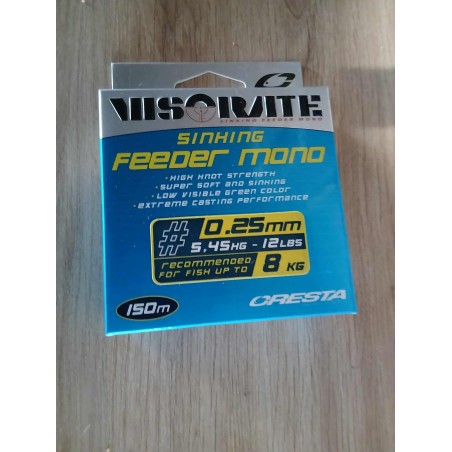 VISORATE
SINKING FEEDER MONO
SINKING
FEEDER MONO
· HIGH KNOT STRENGTH
· SUPER SOFT AND SINKING
· LOW VISIBLE GREEN COLOR
· EXTREME CASTING PERFORMANCE
# 0.25mm
5,45KG - 12LBS
RECOMMENDED
FOR FISH UP TO 8 KG
150m
CRESTA